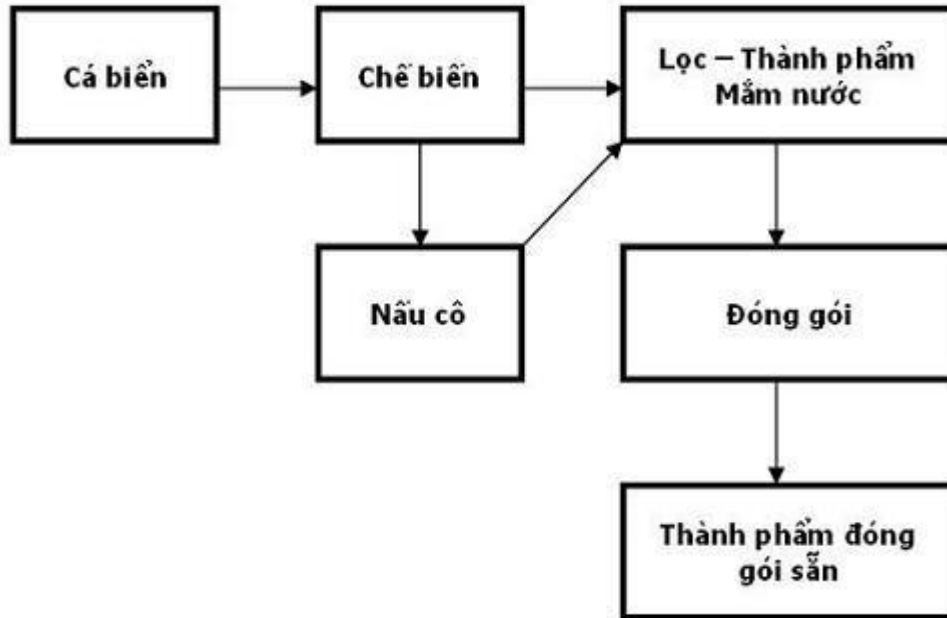 Cá biển
Chế biến
Lọc – Thành phẩm
Mắm nước
Nấu cô
Đóng gói
Thành phẩm đóng
gói sẵn